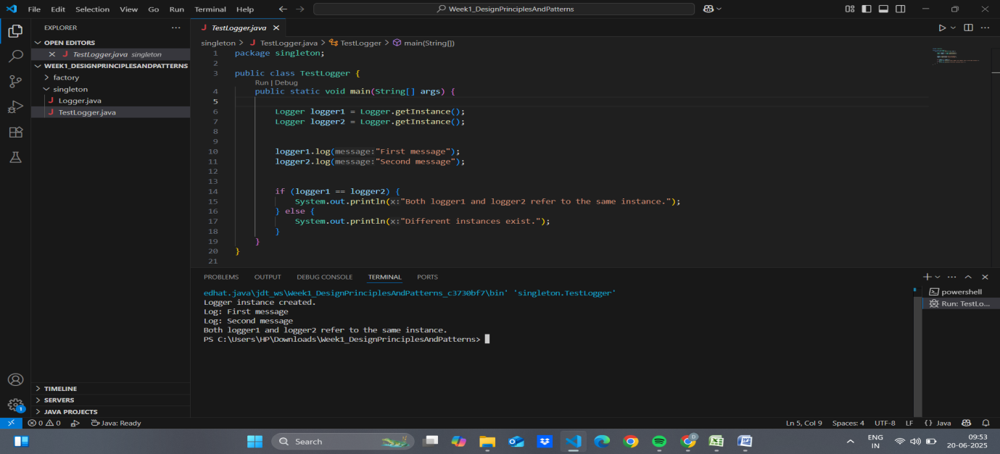 File Edit Selection View Go Run Terminal Help
Week1_DesignPrinciplesAndPatterns
EXPLORER
OPEN EDITORS
TestLogger.java singleton
WEEK1_DESIGNPRINCIPLESANDPATTERNS
factory
singleton
Logger.java
TestLogger.java
TIMELINE
SERVERS
JAVA PROJECTS
TestLogger.java
singleton > TestLogger.java > TestLogger > main(String[])
1 package singleton;
2
3 public class TestLogger {
Run | Debug
4 public static void main(String[] args) {
5
6 Logger logger1 = Logger.getInstance();
7 Logger logger2 = Logger.getInstance();
8
9
10 logger1.log(message:"First message");
11 logger2.log(message:"Second message");
12
13
14 if (logger1 == logger2) {
15 System.out.println(x:"Both logger1 and logger2 refer to the same instance.");
16 } else {
17 System.out.println(x:"Different instances exist.");
18 }
19 }
20 }
21
PROBLEMS OUTPUT DEBUG CONSOLE TERMINAL PORTS
edhat.java\jdt_ws\Week1_DesignPrinciplesAndPatterns_c3730bf7\bin' 'singleton.TestLogger'
Logger instance created.
Log: First message
Log: Second message
Both logger1 and logger2 refer to the same instance.
PS C:\Users\HP\Downloads\Week1_DesignPrinciplesAndPatterns>
powershell
Run: TestLo...
1
0 0 Java: Ready
Ln 5, Col 9 Spaces: 4 UTF-8 LF {} Java
Search
ENG
IN
09:53
20-06-2025